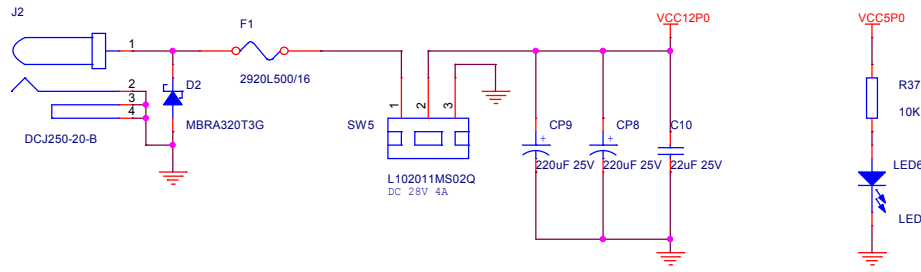 J2
F1
VCC12P0
VCC5P0
1
2
3
4
D2
2920L500/16
R37
10K
MBRA320T3G
DCJ250-20-B
1
2
3
SW5
L102011MS02Q
DC 28V 4A
CP9
220uF 25V
CP8
220uF 25V
C10
22uF 25V
LED6
LED